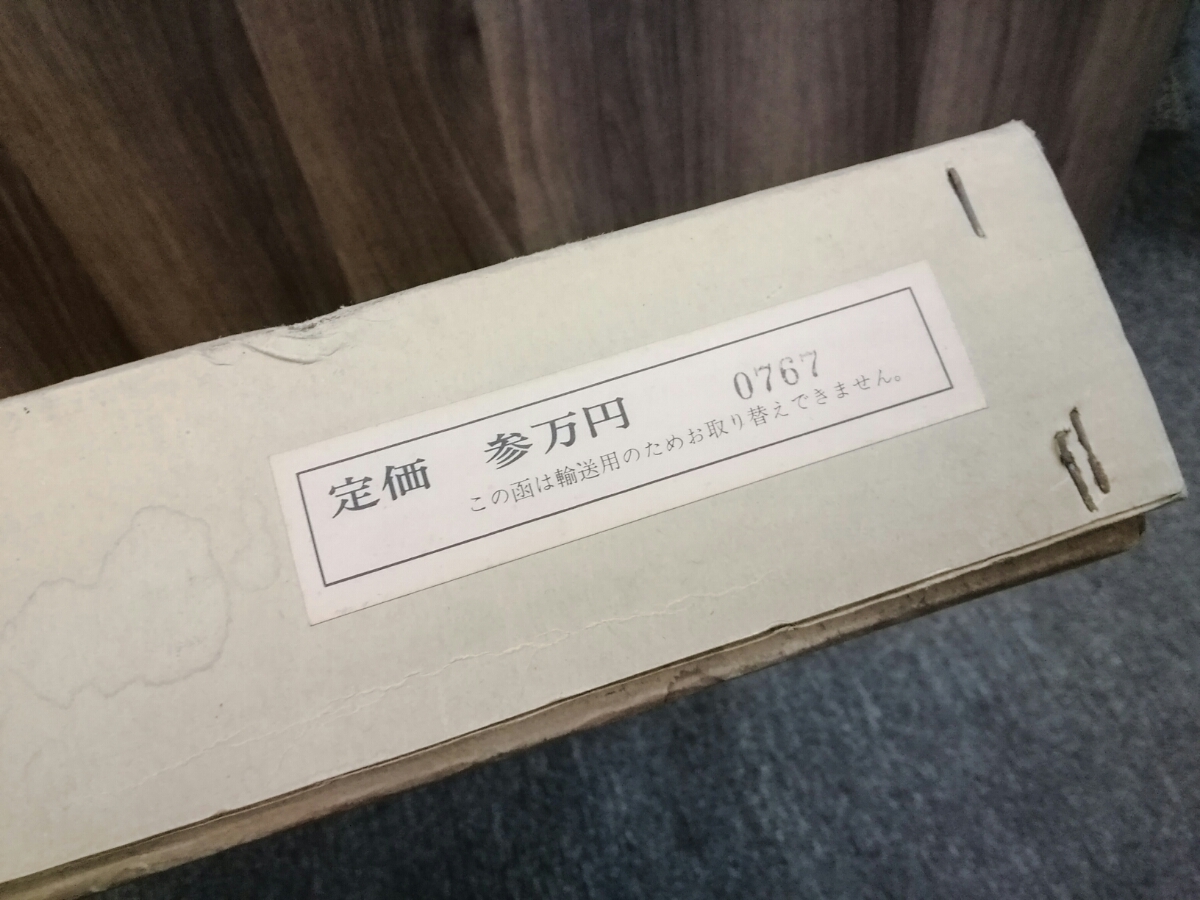 定価 参万円 0767
この函は輸送用のためお取り替えできません。